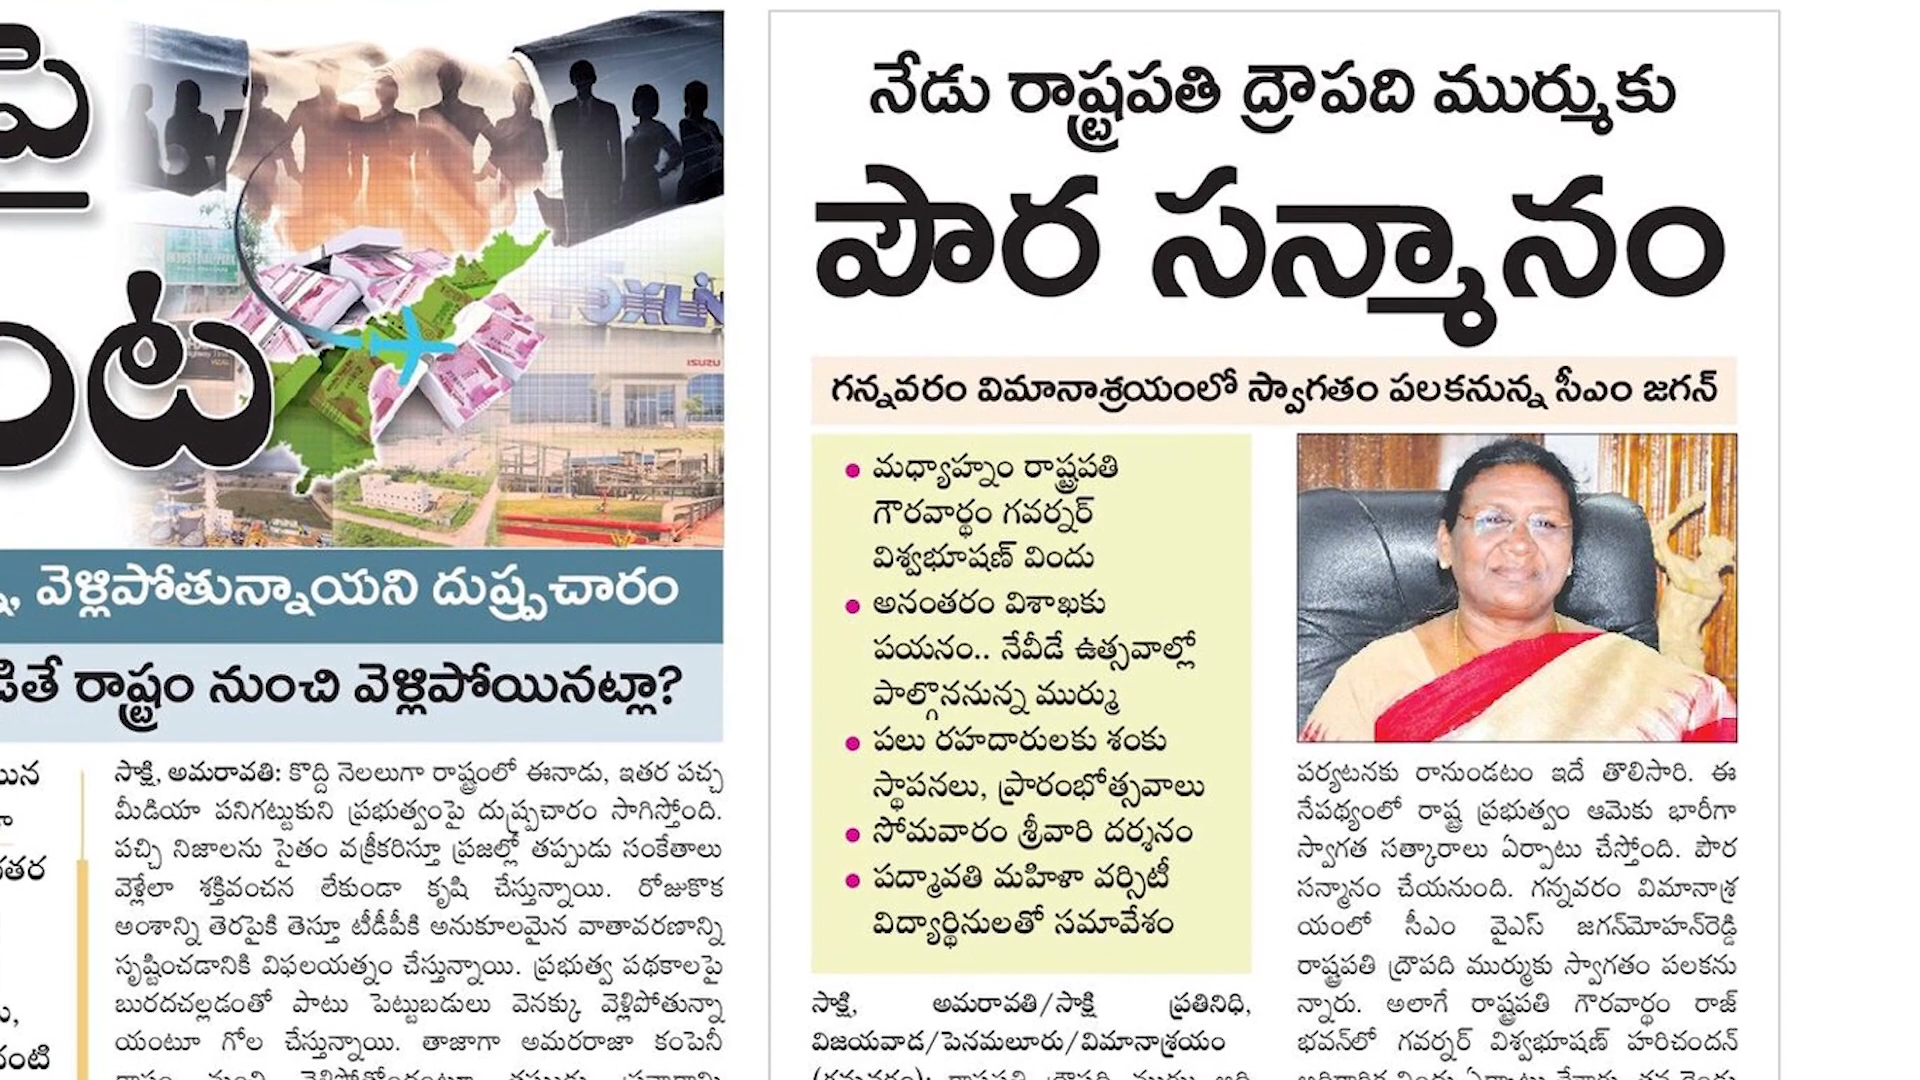 పై
ంట
INDUSTRIAL PARK
ISUZU
వెళ్లిపోతున్నాయని దుష్ప్రచారం
డితే రాష్ట్రం నుంచి వెళ్లిపోయినట్లా?
సాక్షి, అమరావతి: కొద్ది నెలలుగా రాష్ట్రంలో ఈనాడు, ఇతర పచ్చ
మీడియా పనిగట్టుకుని ప్రభుత్వంపై దుష్ప్రచారం సాగిస్తోంది.
పచ్చి నిజాలను సైతం వక్రీకరిస్తూ ప్రజల్లో తప్పుడు సంకేతాలు
వెళ్లేలా శక్తివంచన లేకుండా కృషి చేస్తున్నాయి. రోజుకొక
అంశాన్ని తెరపైకి తెస్తూ టీడీపీకి అనుకూలమైన వాతావరణాన్ని
సృష్టించడానికి విఫలయత్నం చేస్తున్నాయి. ప్రభుత్వ పథకాలపై
బురదచల్లడంతో పాటు పెట్టుబడులు వెనక్కు వెళ్లిపోతున్నా
యంటూ గోల చేస్తున్నాయి. తాజాగా అమరరాజా కంపెనీ
నేడు రాష్ట్రపతి ద్రౌపది ముర్ముకు
పౌర సన్మానం
గన్నవరం విమానాశ్రయంలో స్వాగతం పలకనున్న సీఎం జగన్
● మధ్యాహ్నం రాష్ట్రపతి
గౌరవార్థం గవర్నర్
విశ్వభూషణ్ విందు
● అనంతరం విశాఖకు
పయనం.. నేవీడే ఉత్సవాల్లో
పాల్గొననున్న ముర్ము
● పలు రహదారులకు శంకు
స్థాపనలు, ప్రారంభోత్సవాలు
● సోమవారం శ్రీవారి దర్శనం
● పద్మావతి మహిళా వర్సిటీ
విద్యార్థినులతో సమావేశం
సాక్షి, అమరావతి/సాక్షి ప్రతినిధి,
విజయవాడ/పెనమలూరు/విమానాశ్రయం
పర్యటనకు రానుండటం ఇదే తొలిసారి. ఈ
నేపథ్యంలో రాష్ట్ర ప్రభుత్వం ఆమెకు భారీగా
స్వాగత సత్కారాలు ఏర్పాటు చేస్తోంది. పౌర
సన్మానం చేయనుంది. గన్నవరం విమానాశ్ర
యంలో సీఎం వైఎస్ జగన్‌మోహన్‌రెడ్డి
రాష్ట్రపతి ద్రౌపది ముర్ముకు స్వాగతం పలకను
న్నారు. అలాగే రాష్ట్రపతి గౌరవార్థం రాజ్
భవన్‌లో గవర్నర్ విశ్వభూషణ్ హరిచందన్